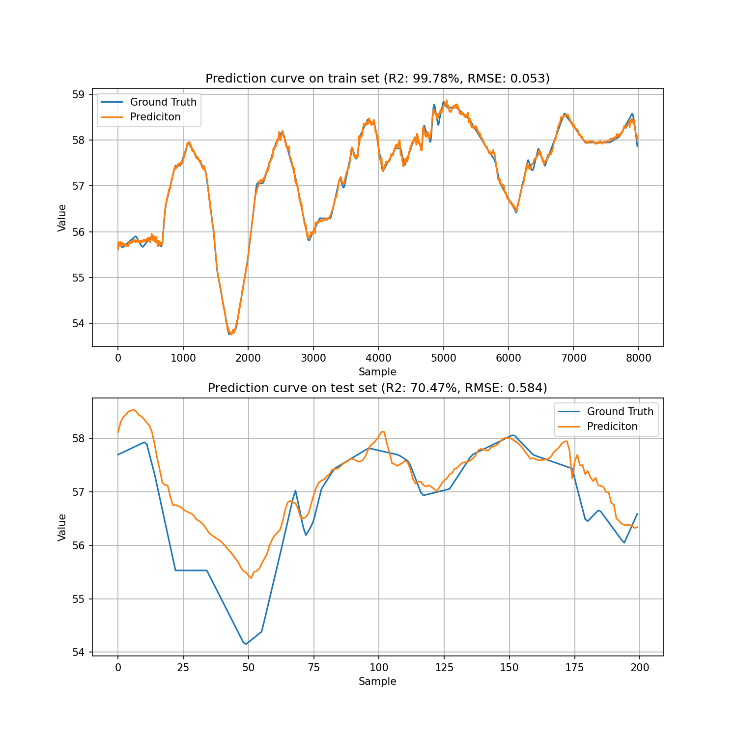 Prediction curve on train set (R2: 99.78%, RMSE: 0.053)
Ground Truth
Prediciton
59
58
57
56
55
54
Value
0 1000 2000 3000 4000 5000 6000 7000 8000
Sample
Prediction curve on test set (R2: 70.47%, RMSE: 0.584)
Ground Truth
Prediciton
58
57
56
55
54
Value
0 25 50 75 100 125 150 175 200
Sample